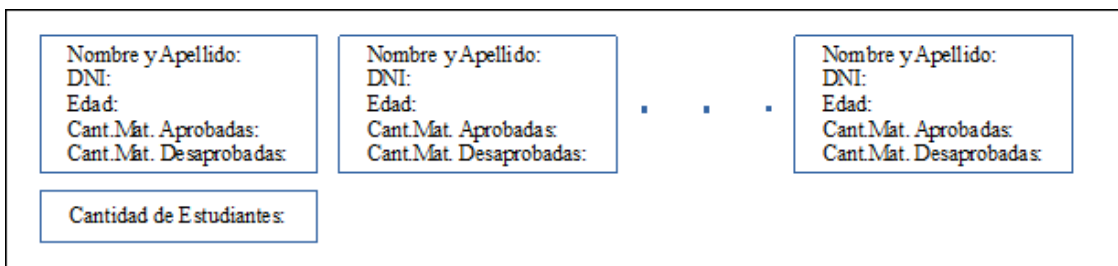 Nombre y Apellido:
DNI:
Edad:
Cant.Mat. Aprobadas:
Cant.Mat. Desaprobadas:
Nombre y Apellido:
DNI:
Edad:
Cant.Mat. Aprobadas:
Cant.Mat. Desaprobadas:
. . .
Nombre y Apellido:
DNI:
Edad:
Cant.Mat. Aprobadas:
Cant.Mat. Desaprobadas:
Cantidad de Estudiantes: